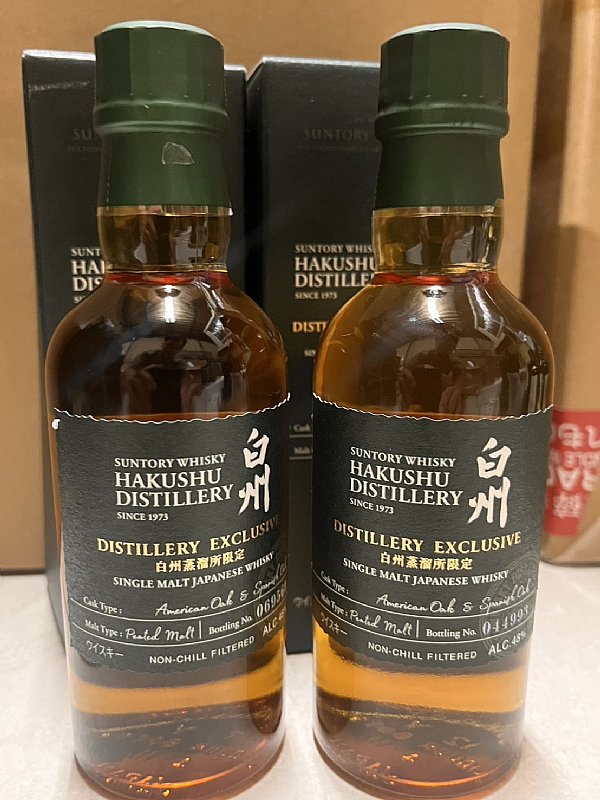 SUNTORY
SUNTORY WHISKY
HAKUSHU
DISTILLERY
SINCE 1973
SUNTORY WHISKY
HAKUSHU
DISTILLERY
SINCE 1973
白州
DISTILLERY EXCLUSIVE
白州蒸溜所限定
SINGLE MALT JAPANESE WHISKY
Cask Type : American Oak & Spanish Oak
Malt Type : Peated Malt Bottling No.
ウイスキー NON-CHILL FILTERED
SUNTORY WHISKY
HAKUSHU
DISTILLERY
SINCE 1973
白州
DISTILLERY EXCLUSIVE
白州蒸溜所限定
SINGLE MALT JAPANESE WHISKY
Cask Type : American Oak & Spanish Oak
Malt Type : Peated Malt Bottling No. 044993
ウイスキー NON-CHILL FILTERED ALC.48%